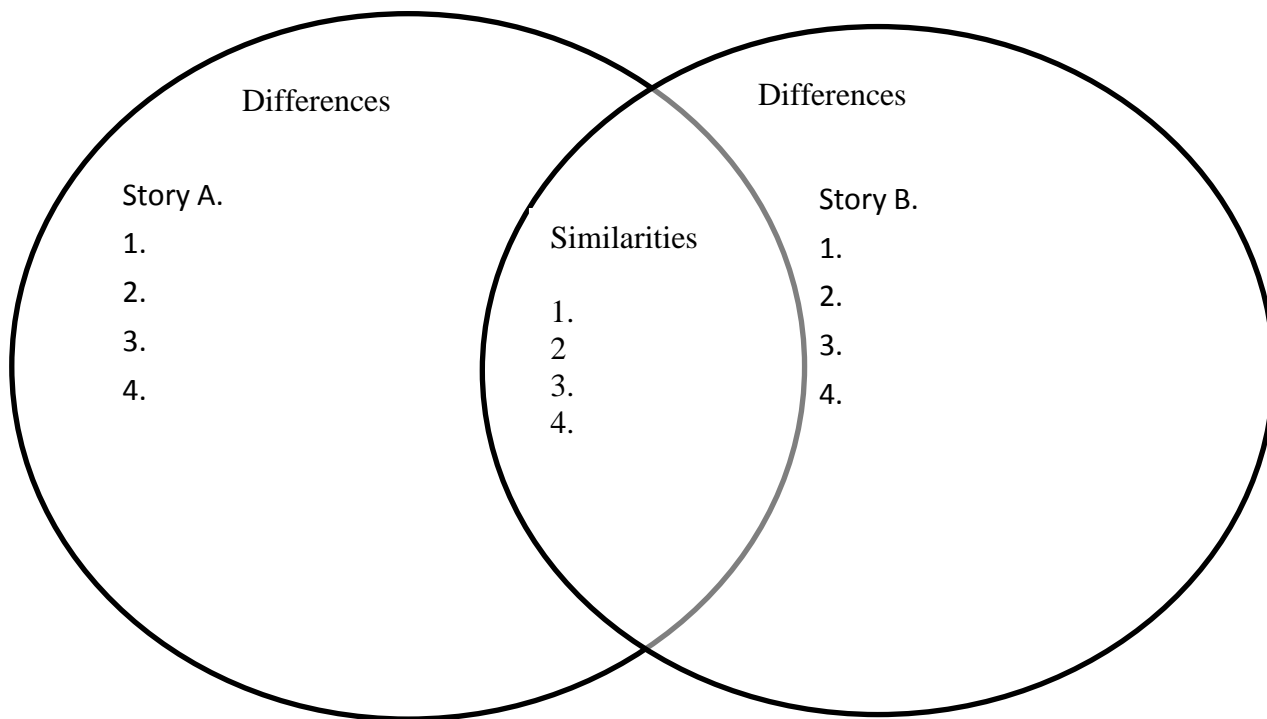 Differences
Story A.
1.
2.
3.
4.
Similarities
1.
2
3.
4.
Differences
Story B.
1.
2.
3.
4.